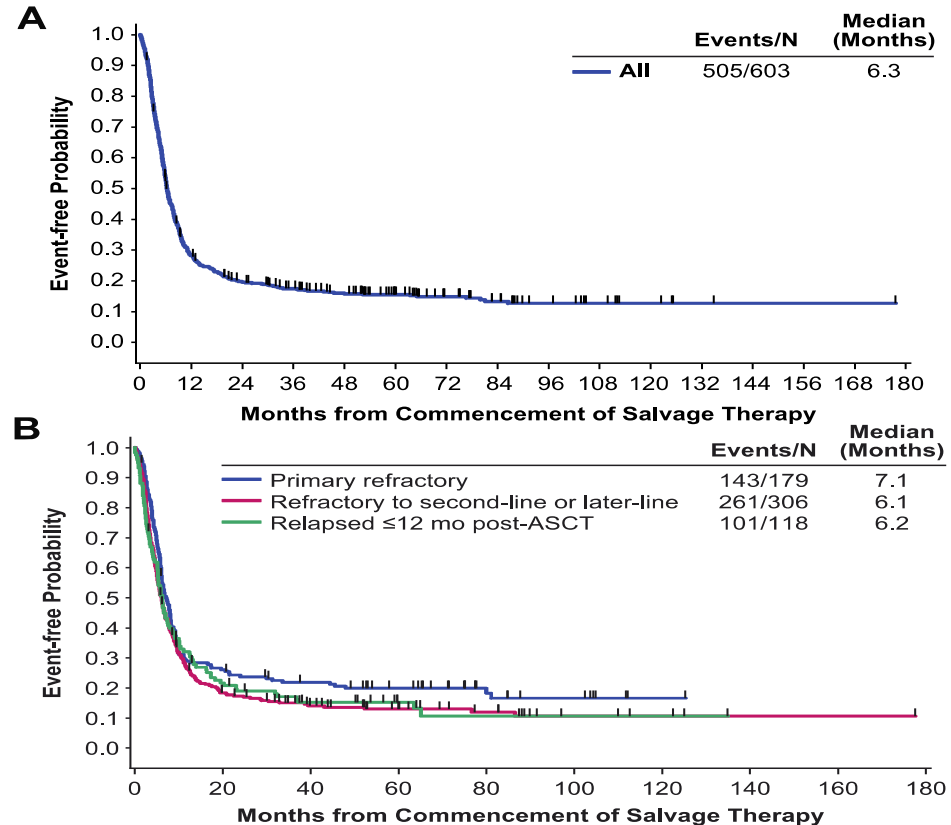 A
Median
Events/N (Months)
All 505/603 6.3
Event-free Probability
1.0
0.9
0.8
0.7
0.6
0.5
0.4
0.3
0.2
0.1
0.0
0 12 24 36 48 60 72 84 96 108 120 132 144 156 168 180
Months from Commencement of Salvage Therapy
B
Median
Events/N (Months)
Primary refractory 143/179 7.1
Refractory to second-line or later-line 261/306 6.1
Relapsed ≤12 mo post-ASCT 101/118 6.2
Event-free Probability
1.0
0.9
0.8
0.7
0.6
0.5
0.4
0.3
0.2
0.1
0.0
0 20 40 60 80 100 120 140 160 180
Months from Commencement of Salvage Therapy